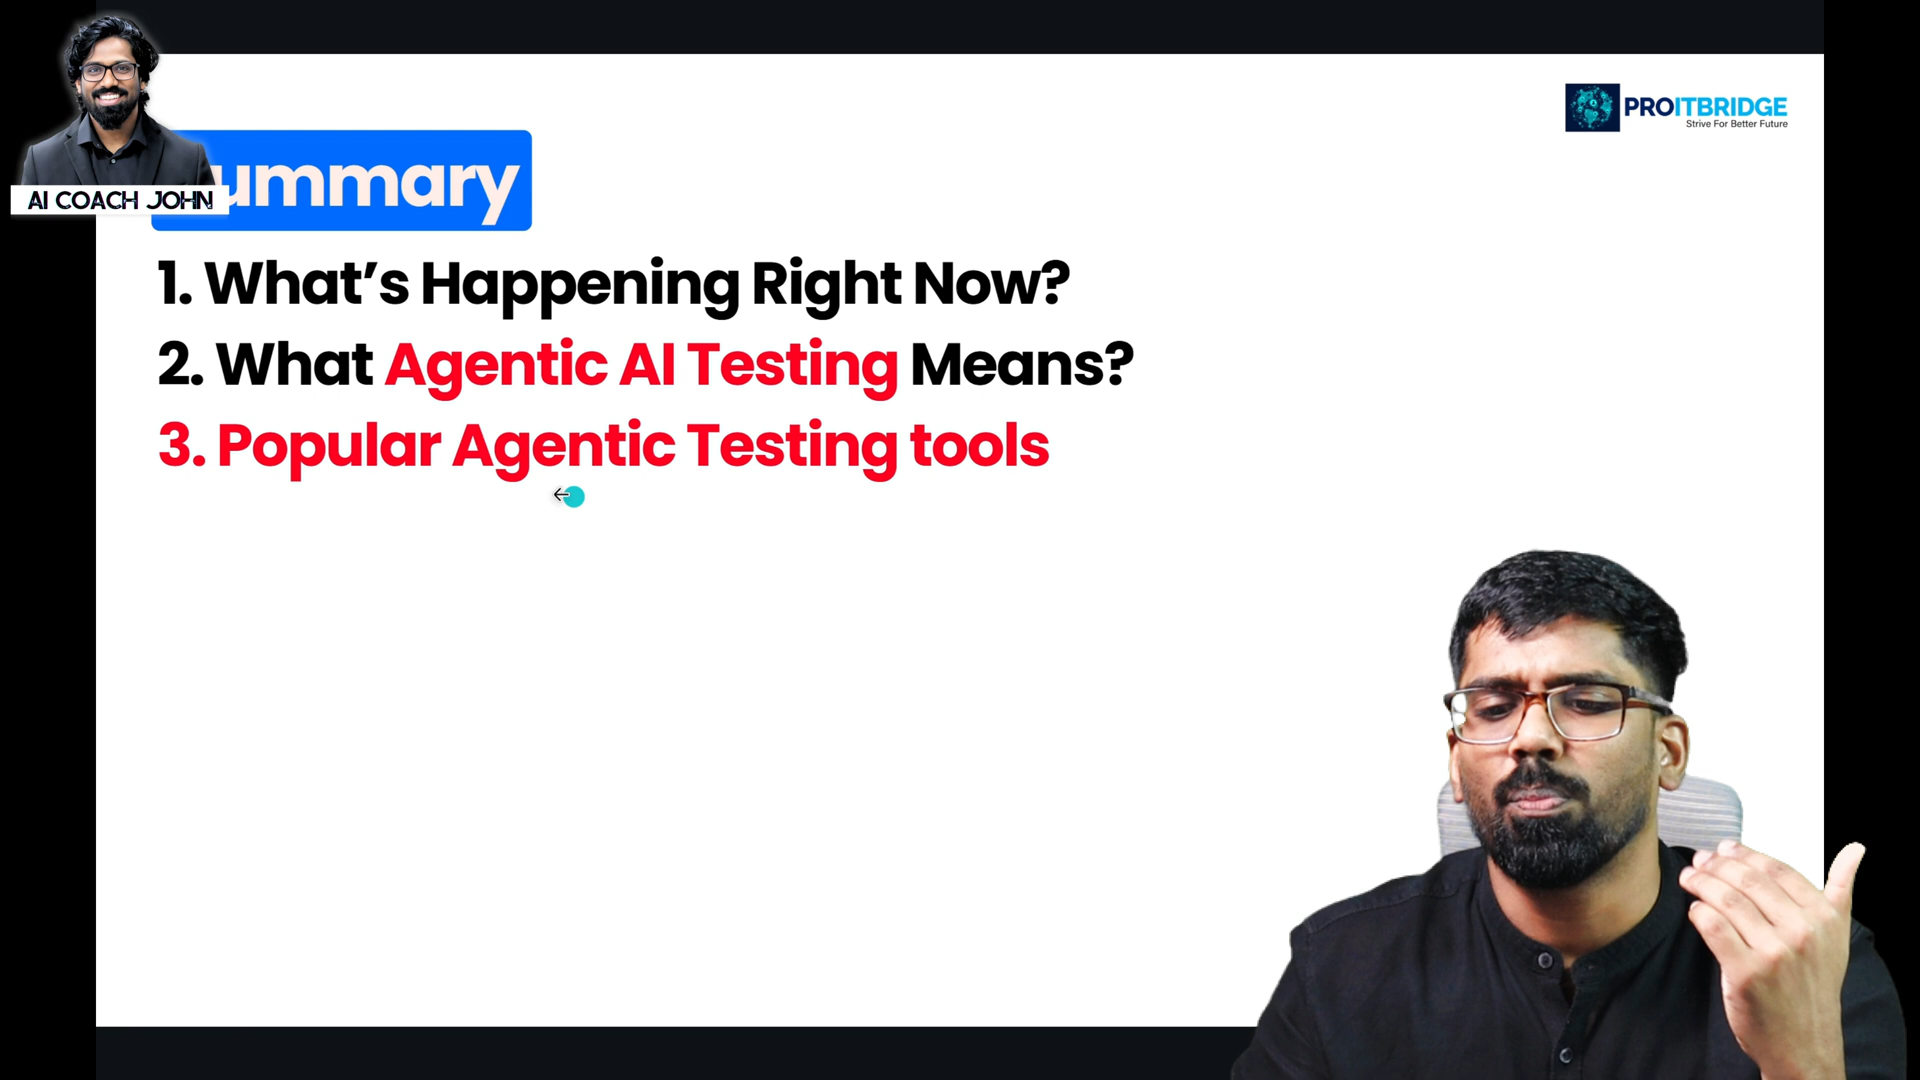 PROITBRIDGE
Strive For Better Future
ummary
AI COACH JOHN
1. What’s Happening Right Now?
2. What Agentic AI Testing Means?
3. Popular Agentic Testing tools